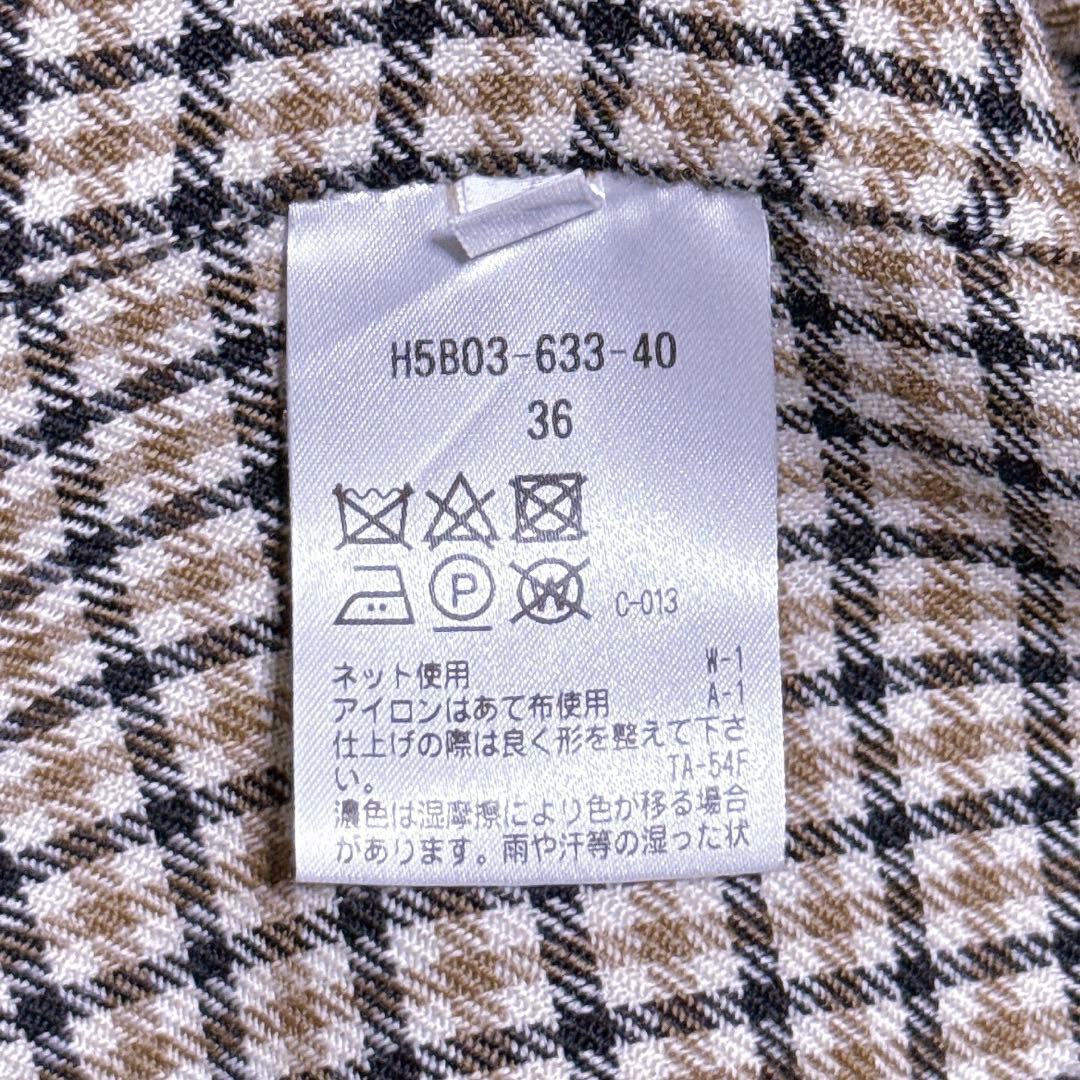 H5B03-633-40
36
P W C-013
ネット使用 W-1
アイロンはあて布使用 A-1
仕上げの際は良く形を整えて下さ
い。 TA-54F
濃色は湿摩擦により色が移る場合
があります。雨や汗等の湿った状